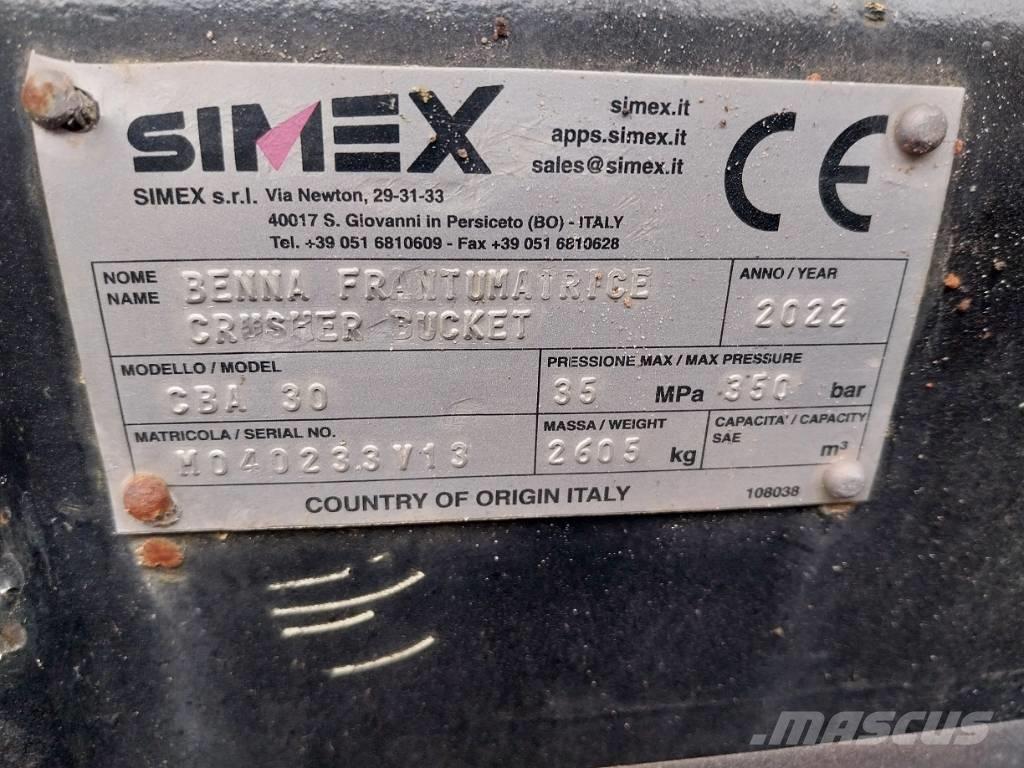 SIMEX
simex.it
apps.simex.it
sales@simex.it
CE
SIMEX s.r.l. Via Newton, 29-31-33
40017 S. Giovanni in Persiceto (BO) - ITALY
Tel. +39 051 6810609 - Fax +39 051 6810628
NOME BENNA FRANTUMATRICE
NAME CRUSHER BUCKET
ANNO / YEAR
2022
MODELLO / MODEL
CBA 30
PRESSIONE MAX / MAX PRESSURE
35 MPa 350 bar
MATRICOLA / SERIAL NO.
M040233V13
MASSA / WEIGHT
2605 kg
CAPACITA' / CAPACITY
SAE m³
COUNTRY OF ORIGIN ITALY
108038
MASCUS